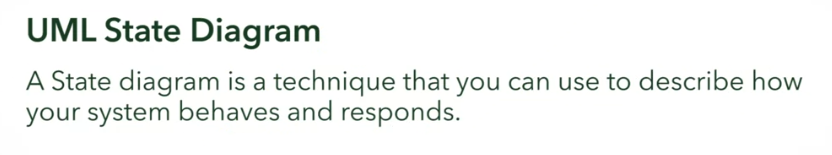 UML State Diagram
A State diagram is a technique that you can use to describe how
your system behaves and responds.